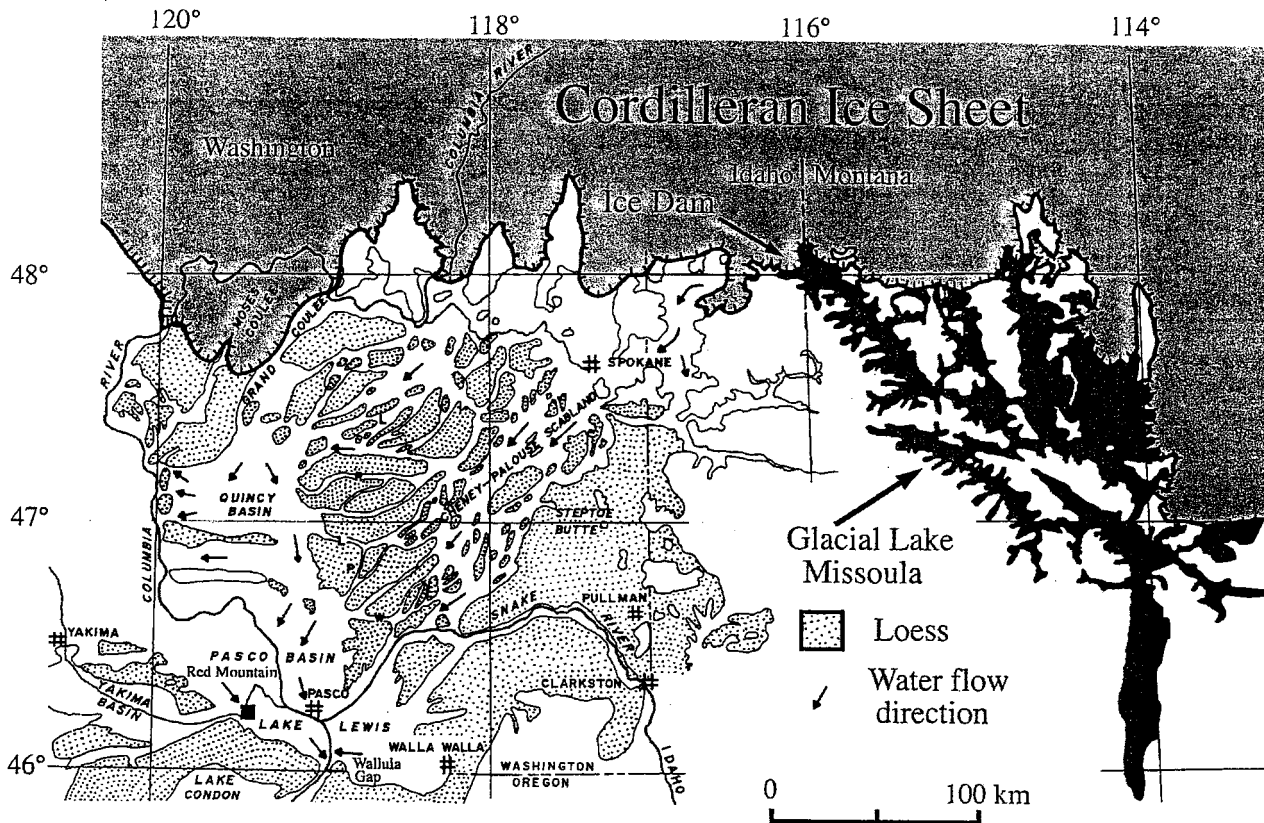 120°
118°
116°
114°
COLUMBIA RIVER
Cordilleran Ice Sheet
Washington
Idaho Montana
Ice Dam
48°
MOSES
COULEE
GRAND COULEE
RIVER
SPOKANE
CHENEY-PALOUSE SCABLAND
QUINCY
BASIN
47°
STEPTOE
BUTTE
Glacial Lake
Missoula
COLUMBIA
PULLMAN
SNAKE
RIVER
Loess
YAKIMA
PASCO BASIN
Red Mountain
YAKIMA
BASIN
PASCO
CLARKSTON
Water flow
direction
LAKE LEWIS
WALLA WALLA
Wallula
Gap
WASHINGTON
OREGON
IDAHO
46°
LAKE
CONDON
0
100 km